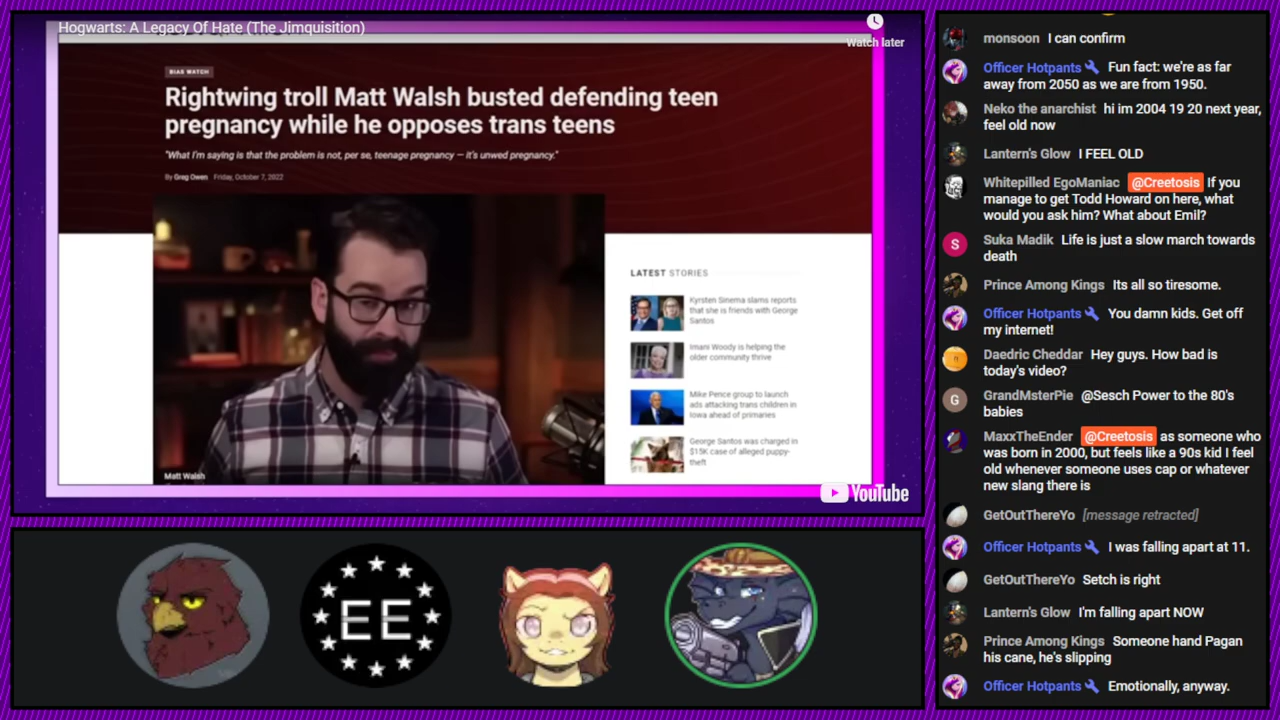 Hogwarts: A Legacy Of Hate (The Jimquisition)
Watch later
BIAS WATCH
Rightwing troll Matt Walsh busted defending teen
pregnancy while he opposes trans teens
"What I'm saying is that the problem is not, per se, teenage pregnancy — it's unwed pregnancy."
By Greg Owen Friday, October 7, 2022
LATEST STORIES
Kyrsten Sinema slams reports
that she is friends with George
Santos
Imani Woody is helping the
older community thrive
Mike Pence group to launch
ads attacking trans children in
Iowa ahead of primaries
George Santos was charged in
$15K case of alleged puppy-
theft
Matt Walsh
YouTube
EE
monsoon I can confirm
Officer Hotpants Fun fact: we're as far
away from 2050 as we are from 1950.
Neko the anarchist hi im 2004 19 20 next year,
feel old now
Lantern's Glow I FEEL OLD
Whitepilled EgoManiac @Creetosis If you
manage to get Todd Howard on here, what
would you ask him? What about Emil?
S
Suka Madik Life is just a slow march towards
death
Prince Among Kings Its all so tiresome.
Officer Hotpants You damn kids. Get off
my internet!
Daedric Cheddar Hey guys. How bad is
today's video?
G
GrandMsterPie @Sesch Power to the 80's
babies
MaxxTheEnder @Creetosis as someone who
was born in 2000, but feels like a 90s kid I feel
old whenever someone uses cap or whatever
new slang there is
GetOutThereYo [message retracted]
Officer Hotpants I was falling apart at 11.
GetOutThereYo Setch is right
Lantern's Glow I'm falling apart NOW
Prince Among Kings Someone hand Pagan
his cane, he's slipping
Officer Hotpants Emotionally, anyway.